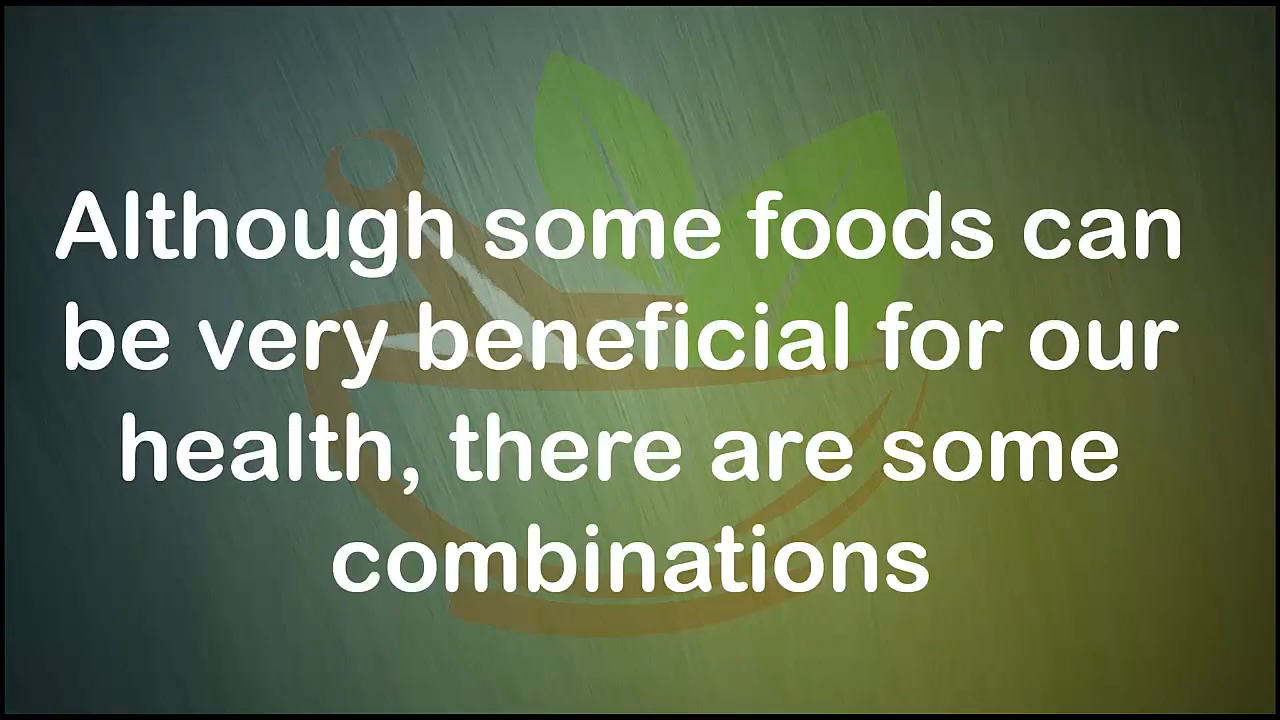 Although some foods can
be very beneficial for our
health, there are some
combinations